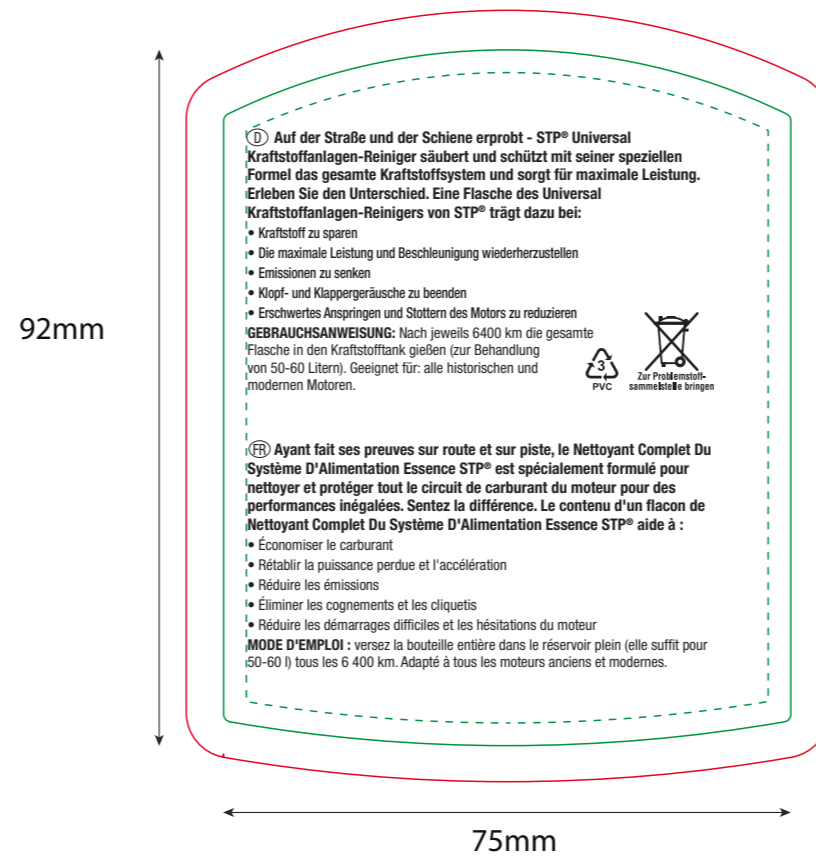 Ⓓ Auf der Straße und der Schiene erprobt - STP® Universal
Kraftstoffanlagen-Reiniger säubert und schützt mit seiner speziellen
Formel das gesamte Kraftstoffsystem und sorgt für maximale Leistung.
Erleben Sie den Unterschied. Eine Flasche des Universal
Kraftstoffanlagen-Reinigers von STP® trägt dazu bei:
• Kraftstoff zu sparen
• Die maximale Leistung und Beschleunigung wiederherzustellen
• Emissionen zu senken
• Klopf- und Klappergeräusche zu beenden
• Erschwertes Anspringen und Stottern des Motors zu reduzieren
GEBRAUCHSANWEISUNG: Nach jeweils 6400 km die gesamte
Flasche in den Kraftstofftank gießen (zur Behandlung
von 50-60 Litern). Geeignet für: alle historischen und
modernen Motoren.
3
PVC
Zur Problemstoff-
sammelstelle bringen
92mm
(FR) Ayant fait ses preuves sur route et sur piste, le Nettoyant Complet Du
Système D'Alimentation Essence STP® est spécialement formulé pour
nettoyer et protéger tout le circuit de carburant du moteur pour des
performances inégalées. Sentez la différence. Le contenu d'un flacon de
Nettoyant Complet Du Système D'Alimentation Essence STP® aide à :
• Économiser le carburant
• Rétablir la puissance perdue et l'accélération
• Réduire les émissions
• Éliminer les cognements et les cliquetis
• Réduire les démarrages difficiles et les hésitations du moteur
MODE D'EMPLOI : versez la bouteille entière dans le réservoir plein (elle suffit pour
50-60 l) tous les 6 400 km. Adapté à tous les moteurs anciens et modernes.
75mm